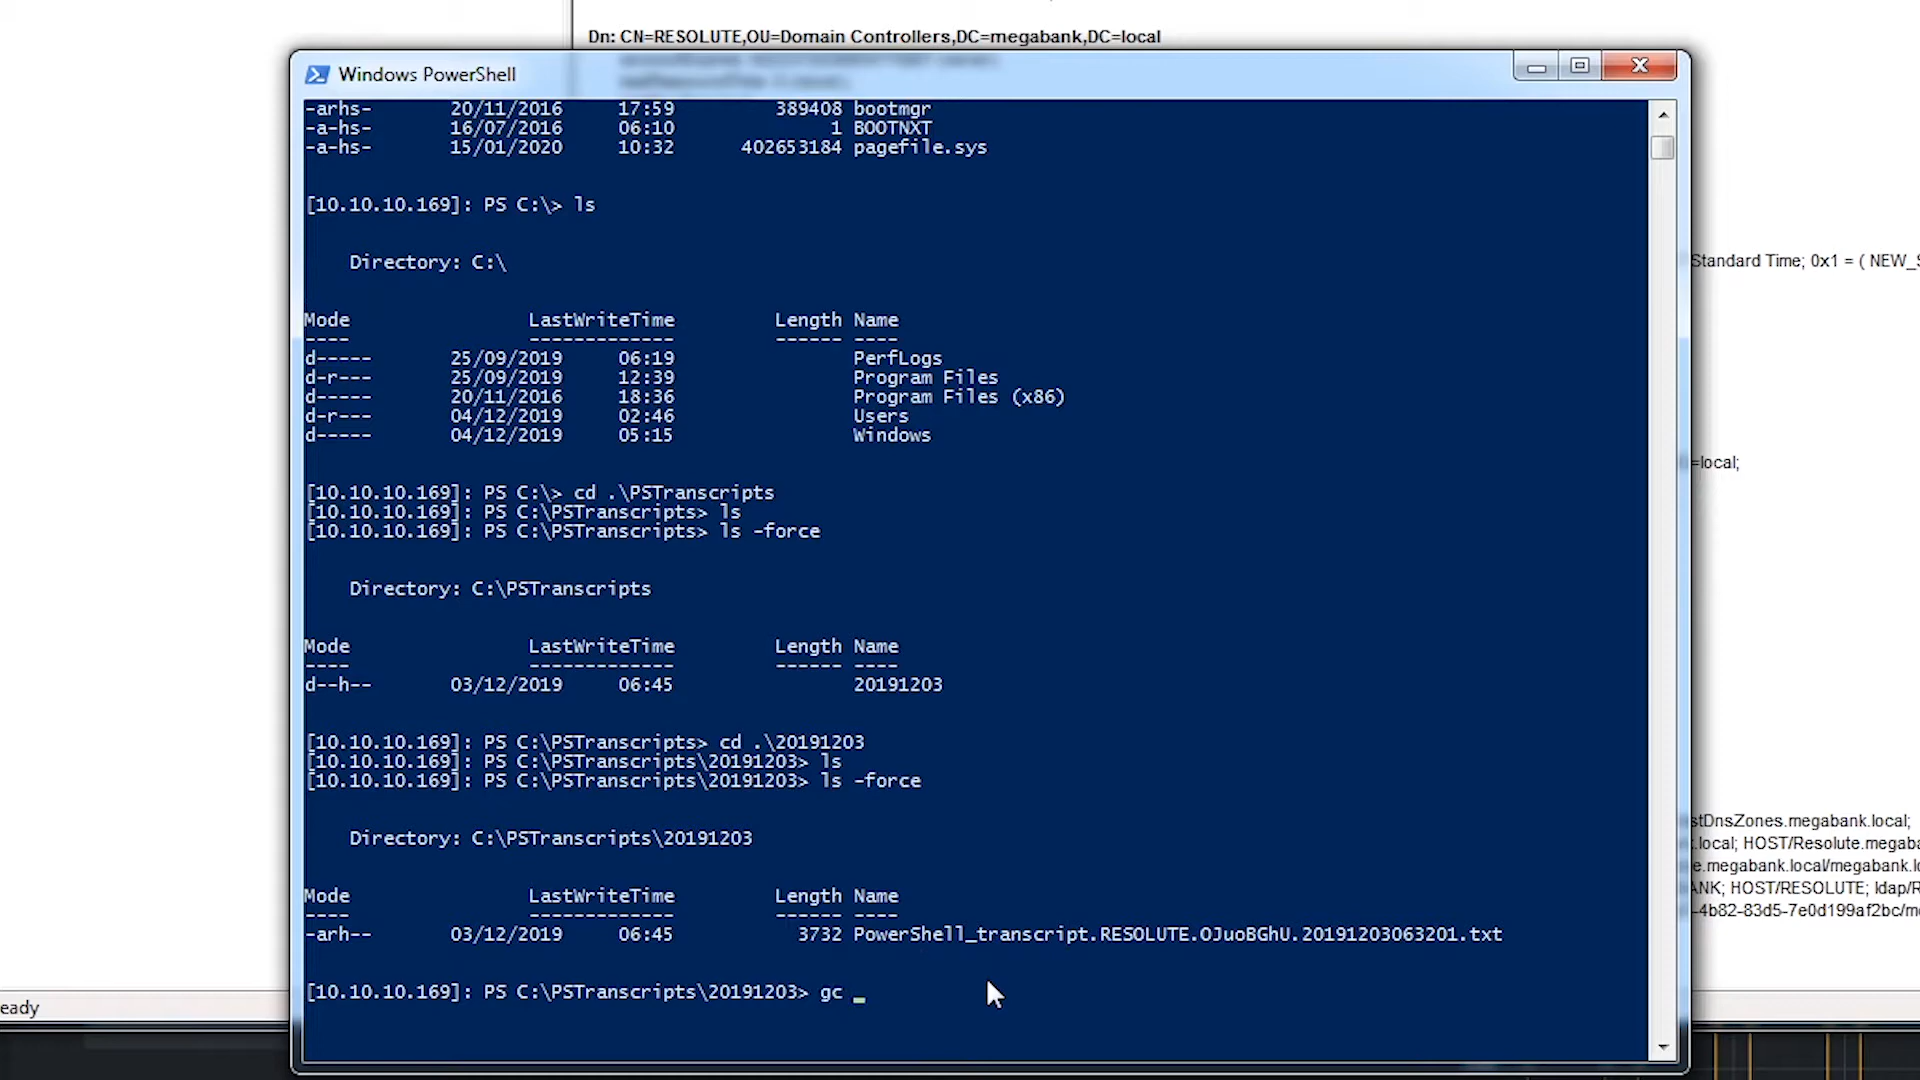 Dn: CN=RESOLUTE,OU=Domain Controllers,DC=megabank,DC=local
Windows PowerShell
-arhs- 20/11/2016 17:59 389408 bootmgr
-a-hs- 16/07/2016 06:10 1 BOOTNXT
-a-hs- 15/01/2020 10:32 402653184 pagefile.sys
[10.10.10.169]: PS C:\> ls
Directory: C:\
Mode LastWriteTime Length Name
---- ------------- ------ ----
d----- 25/09/2019 06:19 PerfLogs
d-r--- 25/09/2019 12:39 Program Files
d----- 20/11/2016 18:36 Program Files (x86)
d-r--- 04/12/2019 02:46 Users
d----- 04/12/2019 05:15 Windows
[10.10.10.169]: PS C:\> cd .\PSTranscripts
[10.10.10.169]: PS C:\PSTranscripts> ls
[10.10.10.169]: PS C:\PSTranscripts> ls -force
Directory: C:\PSTranscripts
Mode LastWriteTime Length Name
---- ------------- ------ ----
d--h-- 03/12/2019 06:45 20191203
[10.10.10.169]: PS C:\PSTranscripts> cd .\20191203
[10.10.10.169]: PS C:\PSTranscripts\20191203> ls
[10.10.10.169]: PS C:\PSTranscripts\20191203> ls -force
Directory: C:\PSTranscripts\20191203
Mode LastWriteTime Length Name
---- ------------- ------ ----
-arh-- 03/12/2019 06:45 3732 PowerShell_transcript.RESOLUTE.OJuoBGhU.20191203063201.txt
[10.10.10.169]: PS C:\PSTranscripts\20191203> gc _
Standard Time; 0x1 = ( NEW_S
=local;
stDnsZones.megabank.local;
.local; HOST/Resolute.megaba
e.megabank.local/megabank.lo
ANK; HOST/RESOLUTE; ldap/R
-4b82-83d5-7e0d199af2bc/m
eady